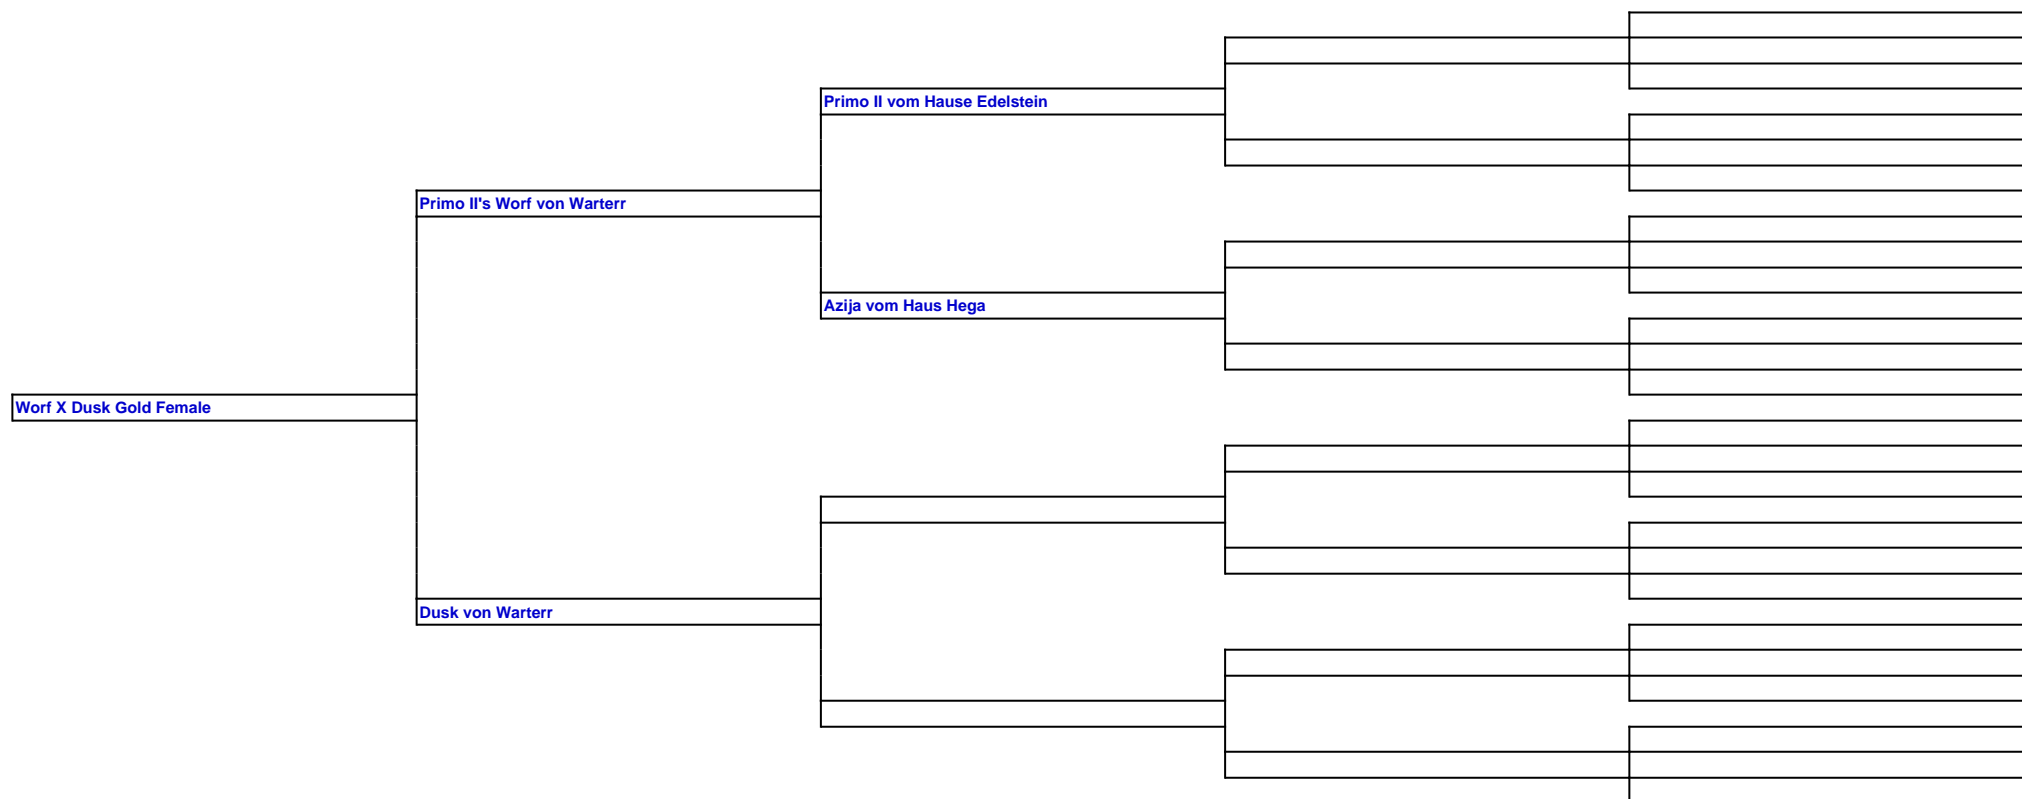 Primo II vom Hause Edelstein
Primo II's Worf von Warterr
Azija vom Haus Hega
Worf X Dusk Gold Female
Dusk von Warterr